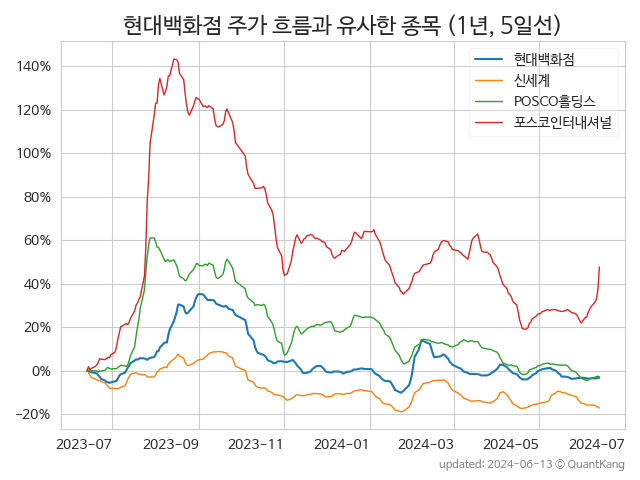 현대백화점 주가 흐름과 유사한 종목 (1년, 5일선)
현대백화점
신세계
POSCO홀딩스
포스코인터내셔널
140%
120%
100%
80%
60%
40%
20%
0%
−20%
2023-07 2023-09 2023-11 2024-01 2024-03 2024-05 2024-07
updated: 2024-06-13 © QuantKang